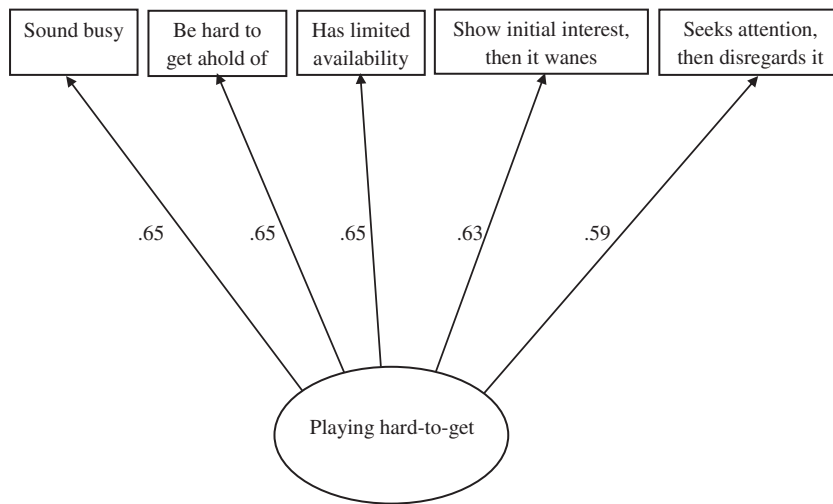 Sound busy
Be hard to
get ahold of
Has limited
availability
Show initial interest,
then it wanes
Seeks attention,
then disregards it
.65
.65
.65
.63
.59
Playing hard-to-get